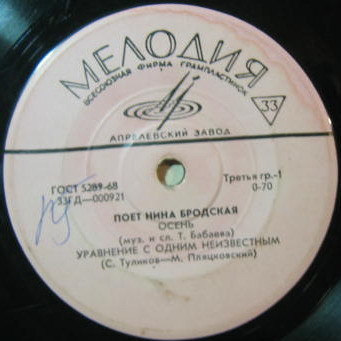 МЕЛОДИЯ
ВСЕСОЮЗНАЯ ФИРМА ГРАМПЛАСТИНОК
33
АПРЕЛЕВСКИЙ ЗАВОД
ГОСТ 5289-68
33ГД—000921
Третья гр.-1
0-70
ПОЕТ НИНА БРОДСКАЯ
ОСЕНЬ
(муз. и сл. Т. Бабаева)
УРАВНЕНИЕ С ОДНИМ НЕИЗВЕСТНЫМ
(С. Туликов—М. Пляцковский)